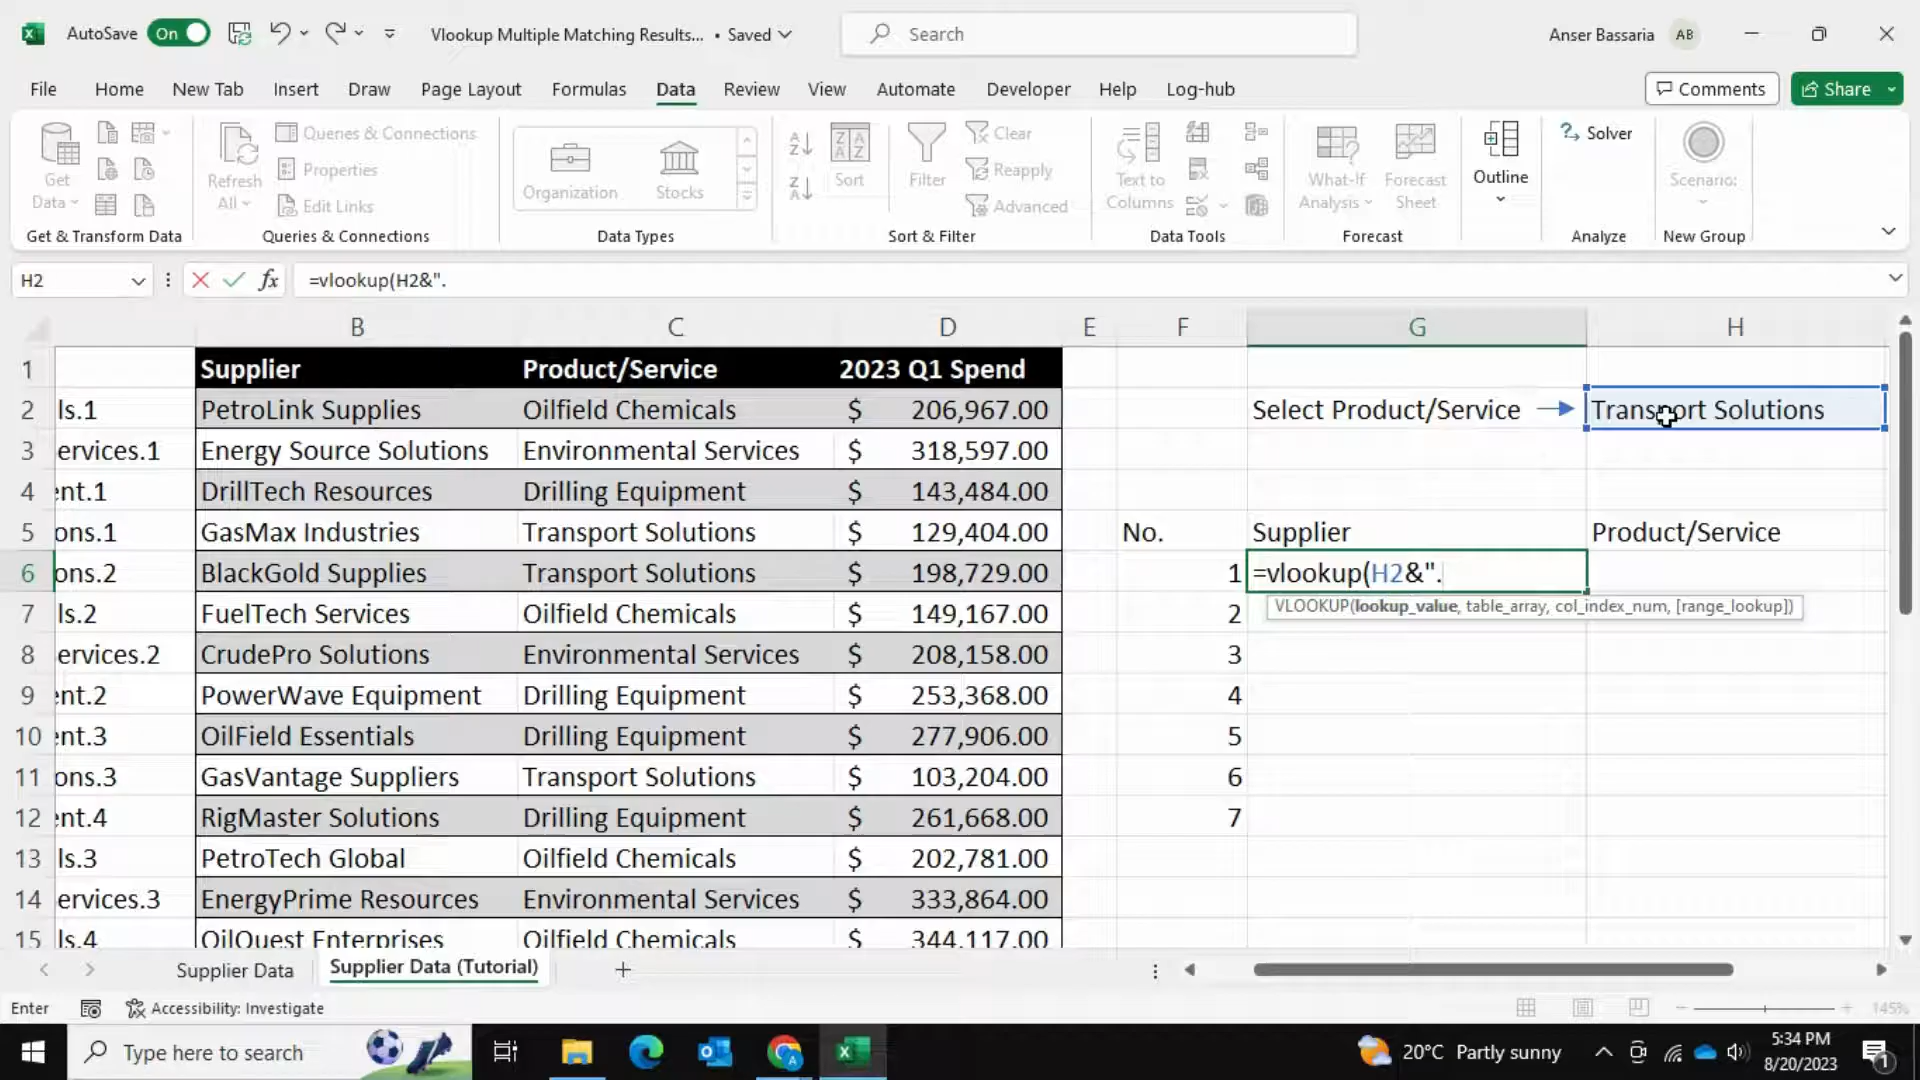 AutoSave On Vlookup Multiple Matching Results... • Saved Search Anser Bassaria AB
File Home New Tab Insert Draw Page Layout Formulas Data Review View Automate Developer Help Log-hub Comments Share
Get Data
Refresh All
Queries & Connections
Properties
Edit Links
Organization
Stocks
Sort
Filter
Clear
Reapply
Advanced
Text to Columns
What-If Analysis
Forecast Sheet
Outline
Solver
Scenario:
Get & Transform Data Queries & Connections Data Types Sort & Filter Data Tools Forecast Analyze New Group
H2 fx =vlookup(H2&".
B C D E F G H
1 Supplier Product/Service 2023 Q1 Spend
2 ls.1 PetroLink Supplies Oilfield Chemicals $ 206,967.00 Select Product/Service Transport Solutions
3 ervices.1 Energy Source Solutions Environmental Services $ 318,597.00
4 ent.1 DrillTech Resources Drilling Equipment $ 143,484.00
5 ons.1 GasMax Industries Transport Solutions $ 129,404.00 No. Supplier Product/Service
6 ons.2 BlackGold Supplies Transport Solutions $ 198,729.00 1 =vlookup(H2&".
VLOOKUP(lookup_value, table_array, col_index_num, [range_lookup])
7 ls.2 FuelTech Services Oilfield Chemicals $ 149,167.00 2
8 ervices.2 CrudePro Solutions Environmental Services $ 208,158.00 3
9 ent.2 PowerWave Equipment Drilling Equipment $ 253,368.00 4
10 ent.3 OilField Essentials Drilling Equipment $ 277,906.00 5
11 ons.3 GasVantage Suppliers Transport Solutions $ 103,204.00 6
12 ent.4 RigMaster Solutions Drilling Equipment $ 261,668.00 7
13 ls.3 PetroTech Global Oilfield Chemicals $ 202,781.00
14 ervices.3 EnergyPrime Resources Environmental Services $ 333,864.00
15 ls.4 OilQuest Enterprises Oilfield Chemicals $ 344,117.00
Supplier Data Supplier Data (Tutorial)
Enter Accessibility: Investigate 145%
Type here to search 20°C Partly sunny 5:34 PM
8/20/2023 1